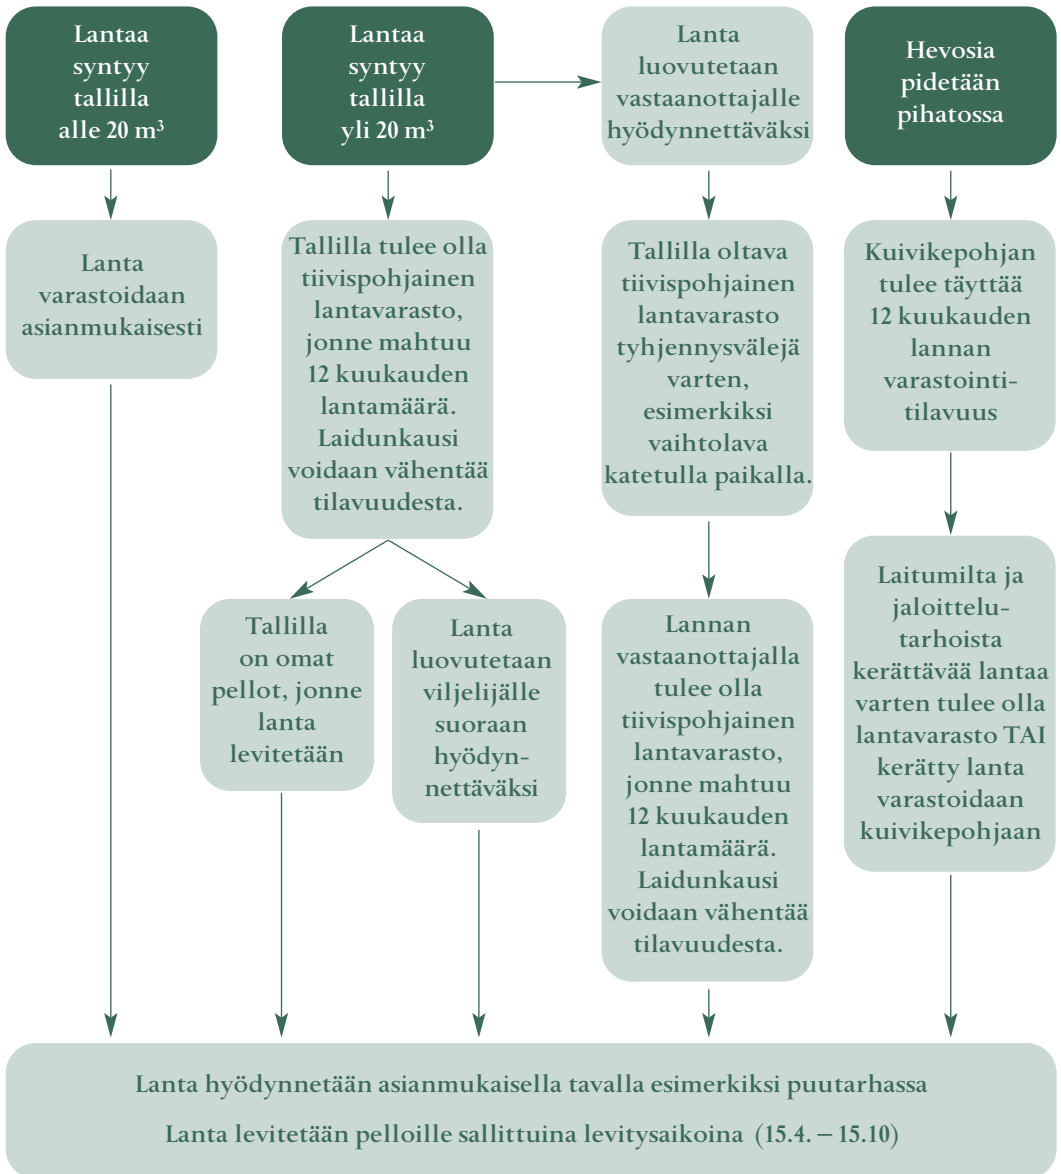 Lantaa
syntyy
tallilla
alle 20 m³
Lantaa
syntyy
tallilla
yli 20 m³
Lanta
luovutetaan
vastaanottajalle
hyödynnettäväksi
Hevosia
pidetään
pihatossa
Lanta
varastoidaan
asianmukaisesti
Tallilla tulee olla
tiivispohjainen
lantavarasto,
jonne mahtuu
12 kuukauden
lantamäärä.
Laidunkausi
voidaan vähentää
tilavuudesta.
Tallilla oltava
tiivispohjainen
lantavarasto
tyhjennysvälejä
varten,
esimerkiksi
vaihtolava
katetulla paikalla.
Kuivikepohjan
tulee täyttää
12 kuukauden
lannan
varastointi-
tilavuus
Tallilla
on omat
pellot, jonne
lanta
levitetään
Lanta
luovutetaan
viljelijälle
suoraan
hyödyn-
nettäväksi
Lannan
vastaanottajalla
tulee olla
tiivispohjainen
lantavarasto,
jonne mahtuu
12 kuukauden
lantamäärä.
Laidunkausi
voidaan vähentää
tilavuudesta.
Laitumilta ja
jaloittelu-
tarhoista
kerättävää lantaa
varten tulee olla
lantavarasto TAI
kerätty lanta
varastoidaan
kuivikepohjaan
Lanta hyödynnetään asianmukaisella tavalla esimerkiksi puutarhassa
Lanta levitetään pelloille sallittuina levitysaikoina (15.4. – 15.10)